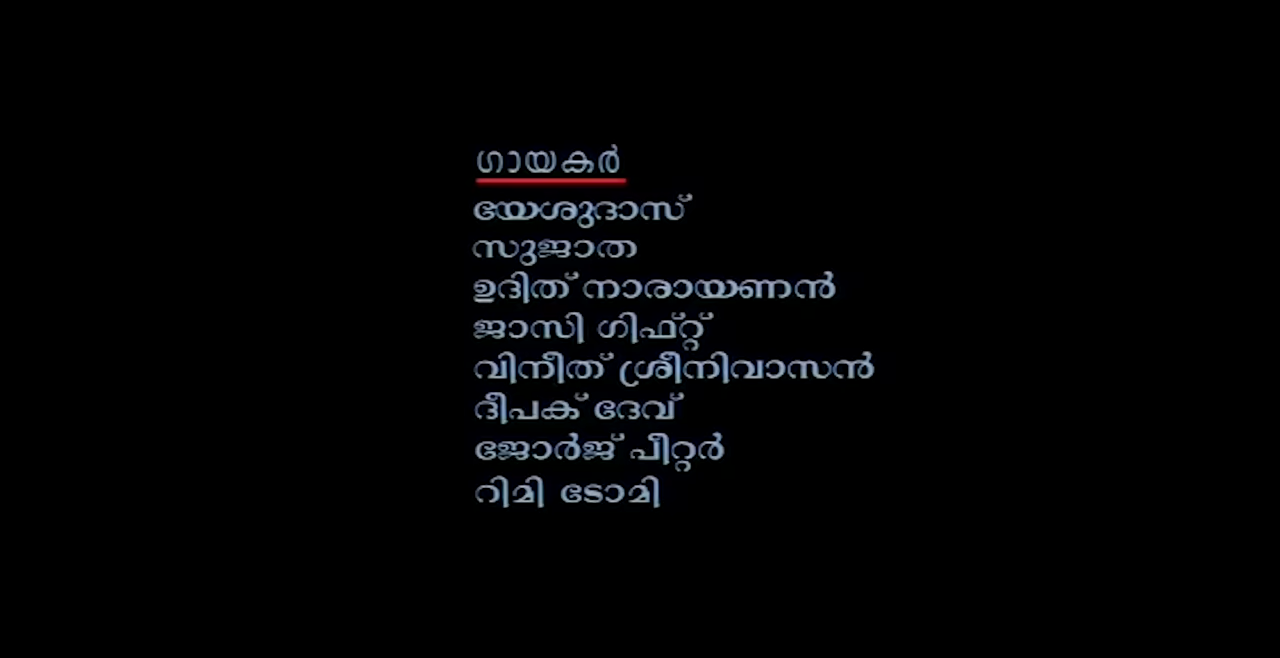 ഗായകർ
യേശുദാസ്
സുജാത
ഉദിത് നാരായണൻ
ജാസി ഗിഫ്റ്റ്
വിനീത് ശ്രീനിവാസൻ
ദീപക് ദേവ്
ജോർജ് പീറ്റർ
റിമി ടോമി